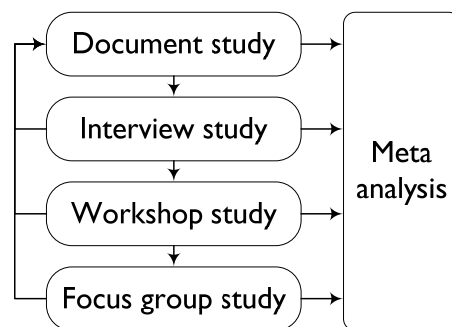 Document study
Interview study
Workshop study
Focus group study
Meta
analysis